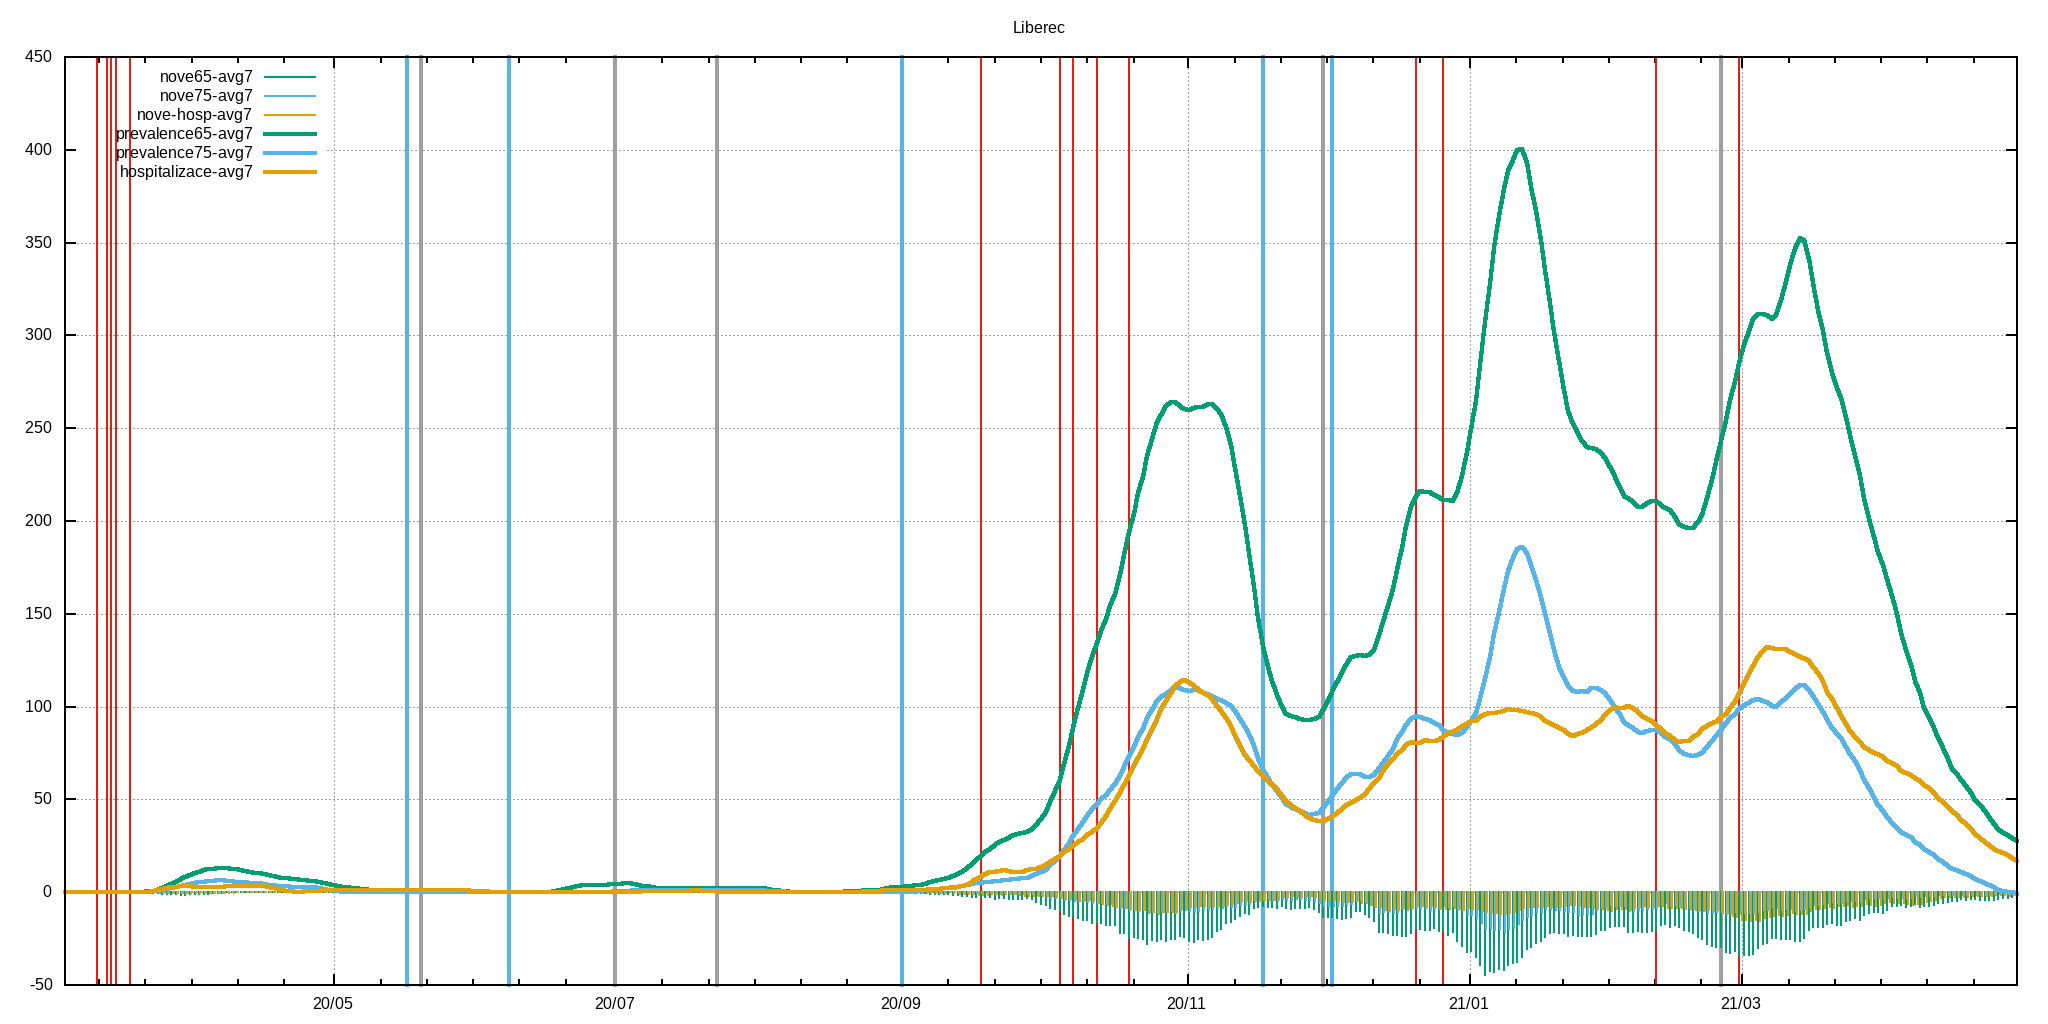 Liberec
450
400
350
300
250
200
150
100
50
0
-50
nove65-avg7
nove75-avg7
nove-hosp-avg7
prevalence65-avg7
prevalence75-avg7
hospitalizace-avg7
20/05
20/07
20/09
20/11
21/01
21/03